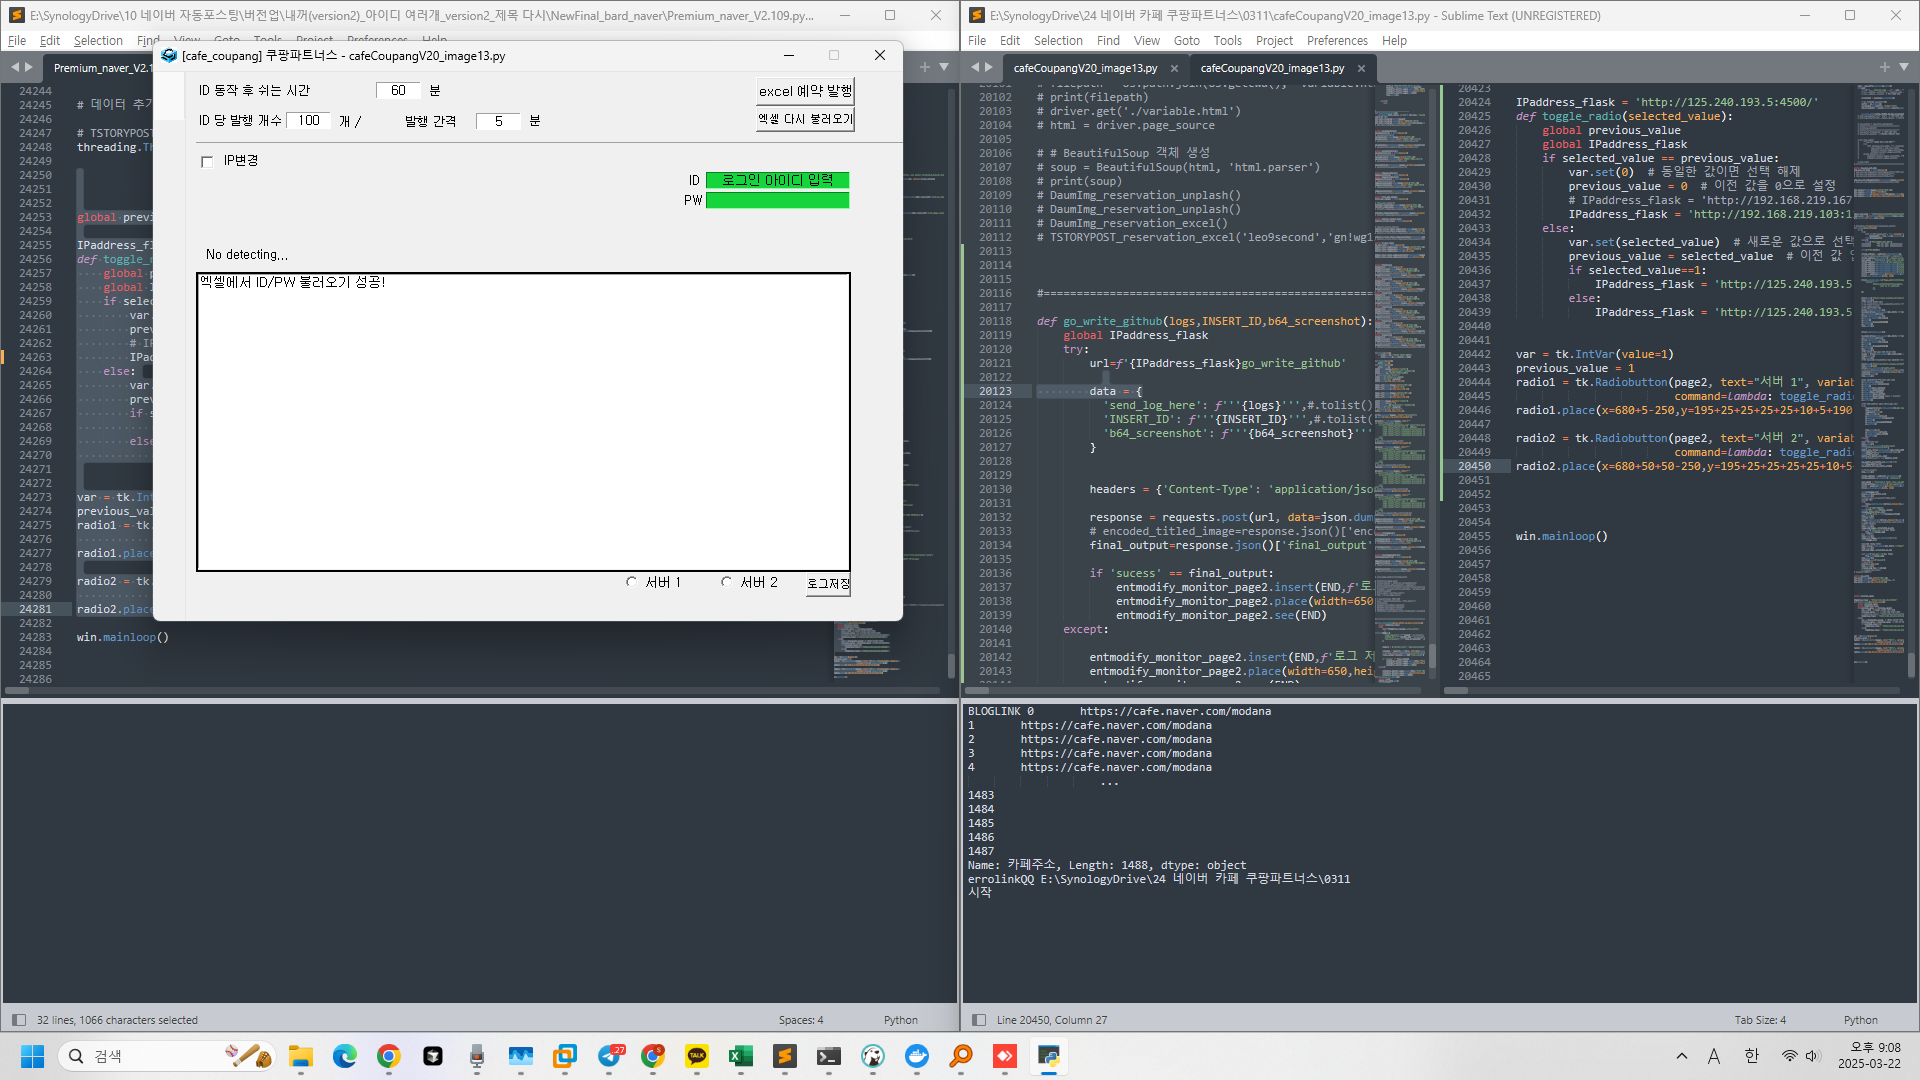 E:\SynologyDrive\10 네이버 자동포스팅\버전업\내꺼(version2)_아이디 여러개_version2_제목 다시\NewFinal_bard_naver\Premium_naver_V2.109.py...
File Edit Selection Find View Goto Tools Project Preferences Help
Premium_naver_V2.1
24244
24245 # 데이터 추가
24246
24247 # TSTORYPOST
24248 threading.Th
24249
24250
24251
24252
24253 global previ
24254
24255 IPaddress_fl
24256 def toggle_r
24257 global p
24258 global I
24259 if selec
24260 var.
24261 prev
24262 # IP
24263 IPad
24264 else:
24265 var.
24266 prev
24267 if s
24268
24269 else
24270
24271
24272
24273 var = tk.Int
24274 previous_val
24275 radio1 = tk.
24276
24277 radio1.place
24278
24279 radio2 = tk.
24280
24281 radio2.place
24282
24283 win.mainloop()
24284
24285
24286
[cafe_coupang] 쿠팡파트너스 - cafeCoupangV20_image13.py
ID 동작 후 쉬는 시간 60 분
excel 예약 발행
ID 당 발행 개수 100 개 / 발행 간격 5 분
엑셀 다시 불러오기
IP변경
ID 로그인 아이디 입력
PW
No detecting...
엑셀에서 ID/PW 불러오기 성공!
서버 1 서버 2 로그저장
32 lines, 1066 characters selected
Spaces: 4 Python
E:\SynologyDrive\24 네이버 카페 쿠팡파트너스\0311\cafeCoupangV20_image13.py - Sublime Text (UNREGISTERED)
File Edit Selection Find View Goto Tools Project Preferences Help
cafeCoupangV20_image13.py cafeCoupangV20_image13.py
20102 # print(filepath)
20103 # driver.get('./variable.html')
20104 # html = driver.page_source
20105
20106 # # BeautifulSoup 객체 생성
20107 # soup = BeautifulSoup(html, 'html.parser')
20108 # print(soup)
20109 # DaumImg_reservation_unplash()
20110 # DaumImg_reservation_unplash()
20111 # DaumImg_reservation_excel()
20112 # TSTORYPOST_reservation_excel('leo9second','gn!wg1
20113
20114
20115
20116 #==================================================
20117
20118 def go_write_github(logs,INSERT_ID,b64_screenshot):
20119 global IPaddress_flask
20120 try:
20121 url=f'{IPaddress_flask}go_write_github'
20122
20123 data = {
20124 'send_log_here': f'''{logs}''',#.tolist()
20125 'INSERT_ID': f'''{INSERT_ID}''',#.tolist(
20126 'b64_screenshot': f'''{b64_screenshot}'''
20127 }
20128
20129
20130 headers = {'Content-Type': 'application/jso
20131
20132 response = requests.post(url, data=json.dum
20133 # encoded_titled_image=response.json()['enc
20134 final_output=response.json()['final_output'
20135
20136 if 'sucess' == final_output:
20137 entmodify_monitor_page2.insert(END,f'로
20138 entmodify_monitor_page2.place(width=650
20139 entmodify_monitor_page2.see(END)
20140 except:
20141
20142 entmodify_monitor_page2.insert(END,f'로그 저
20143 entmodify_monitor_page2.place(width=650,hei
20423
20424 IPaddress_flask = 'http://125.240.193.5:4500/'
20425 def toggle_radio(selected_value):
20426 global previous_value
20427 global IPaddress_flask
20428 if selected_value == previous_value:
20429 var.set(0) # 동일한 값이면 선택 해제
20430 previous_value = 0 # 이전 값을 0으로 설정
20431 # IPaddress_flask = 'http://192.168.219.167
20432 IPaddress_flask = 'http://192.168.219.103:1
20433 else:
20434 var.set(selected_value) # 새로운 값으로 선택
20435 previous_value = selected_value # 이전 값
20436 if selected_value==1:
20437 IPaddress_flask = 'http://125.240.193.5
20438 else:
20439 IPaddress_flask = 'http://125.240.193.5
20440
20441
20442 var = tk.IntVar(value=1)
20443 previous_value = 1
20444 radio1 = tk.Radiobutton(page2, text="서버 1", variab
20445 command=lambda: toggle_radi
20446 radio1.place(x=680+5-250,y=195+25+25+25+25+10+5+190
20447
20448 radio2 = tk.Radiobutton(page2, text="서버 2", variab
20449 command=lambda: toggle_radi
20450 radio2.place(x=680+50+50-250,y=195+25+25+25+25+10+5
20451
20452
20453
20454
20455 win.mainloop()
20456
20457
20458
20459
20460
20461
20462
20463
20464
20465
BLOGLINK 0 https://cafe.naver.com/modana
1 https://cafe.naver.com/modana
2 https://cafe.naver.com/modana
3 https://cafe.naver.com/modana
4 https://cafe.naver.com/modana
...
1483
1484
1485
1486
1487
Name: 카페주소, Length: 1488, dtype: object
errolinkQQ E:\SynologyDrive\24 네이버 카페 쿠팡파트너스\0311
시작
Line 20450, Column 27
Tab Size: 4 Python
검색
27
TALK
A 한
오후 9:08
2025-03-22